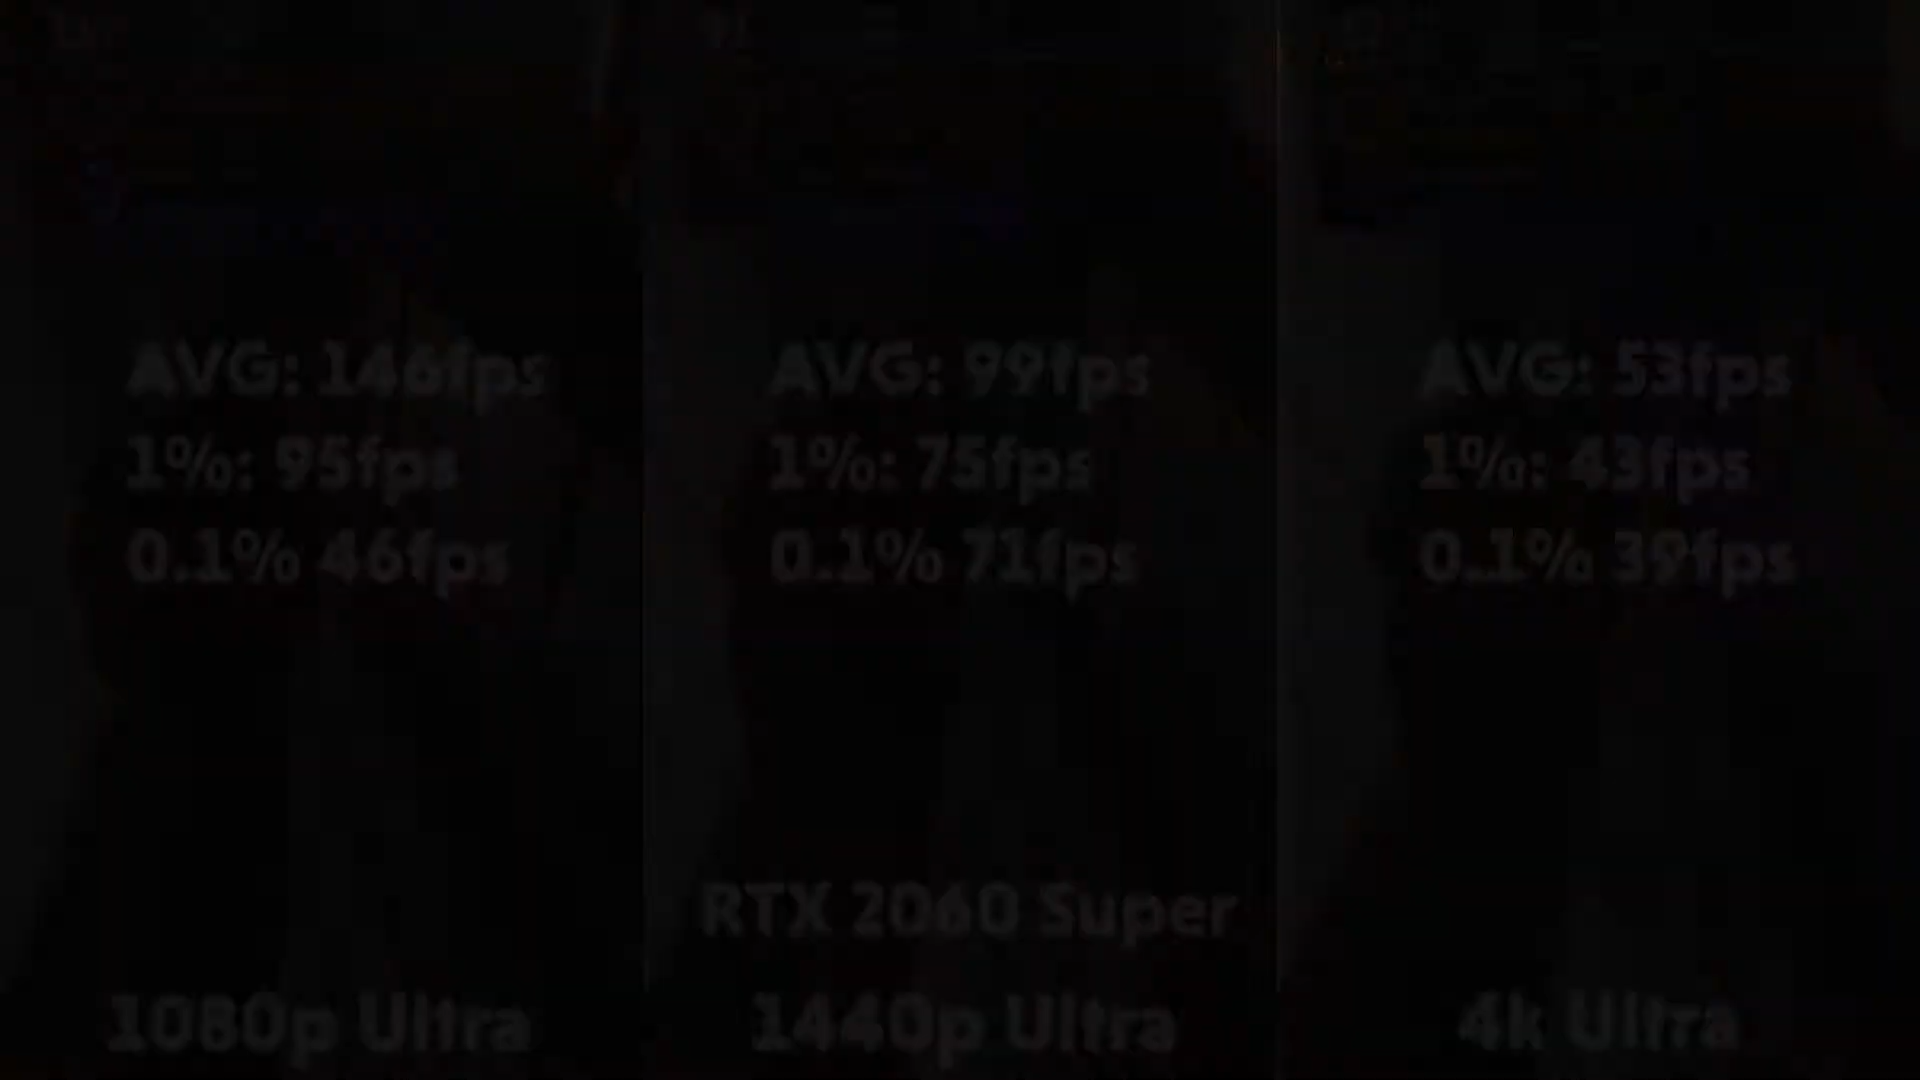 AVG: 146fps
1%: 95fps
0.1% 46fps
AVG: 99fps
1%: 75fps
0.1% 71fps
AVG: 53fps
1%: 43fps
0.1% 39fps
RTX 2060 Super
1080p Ultra
1440p Ultra
4k Ultra